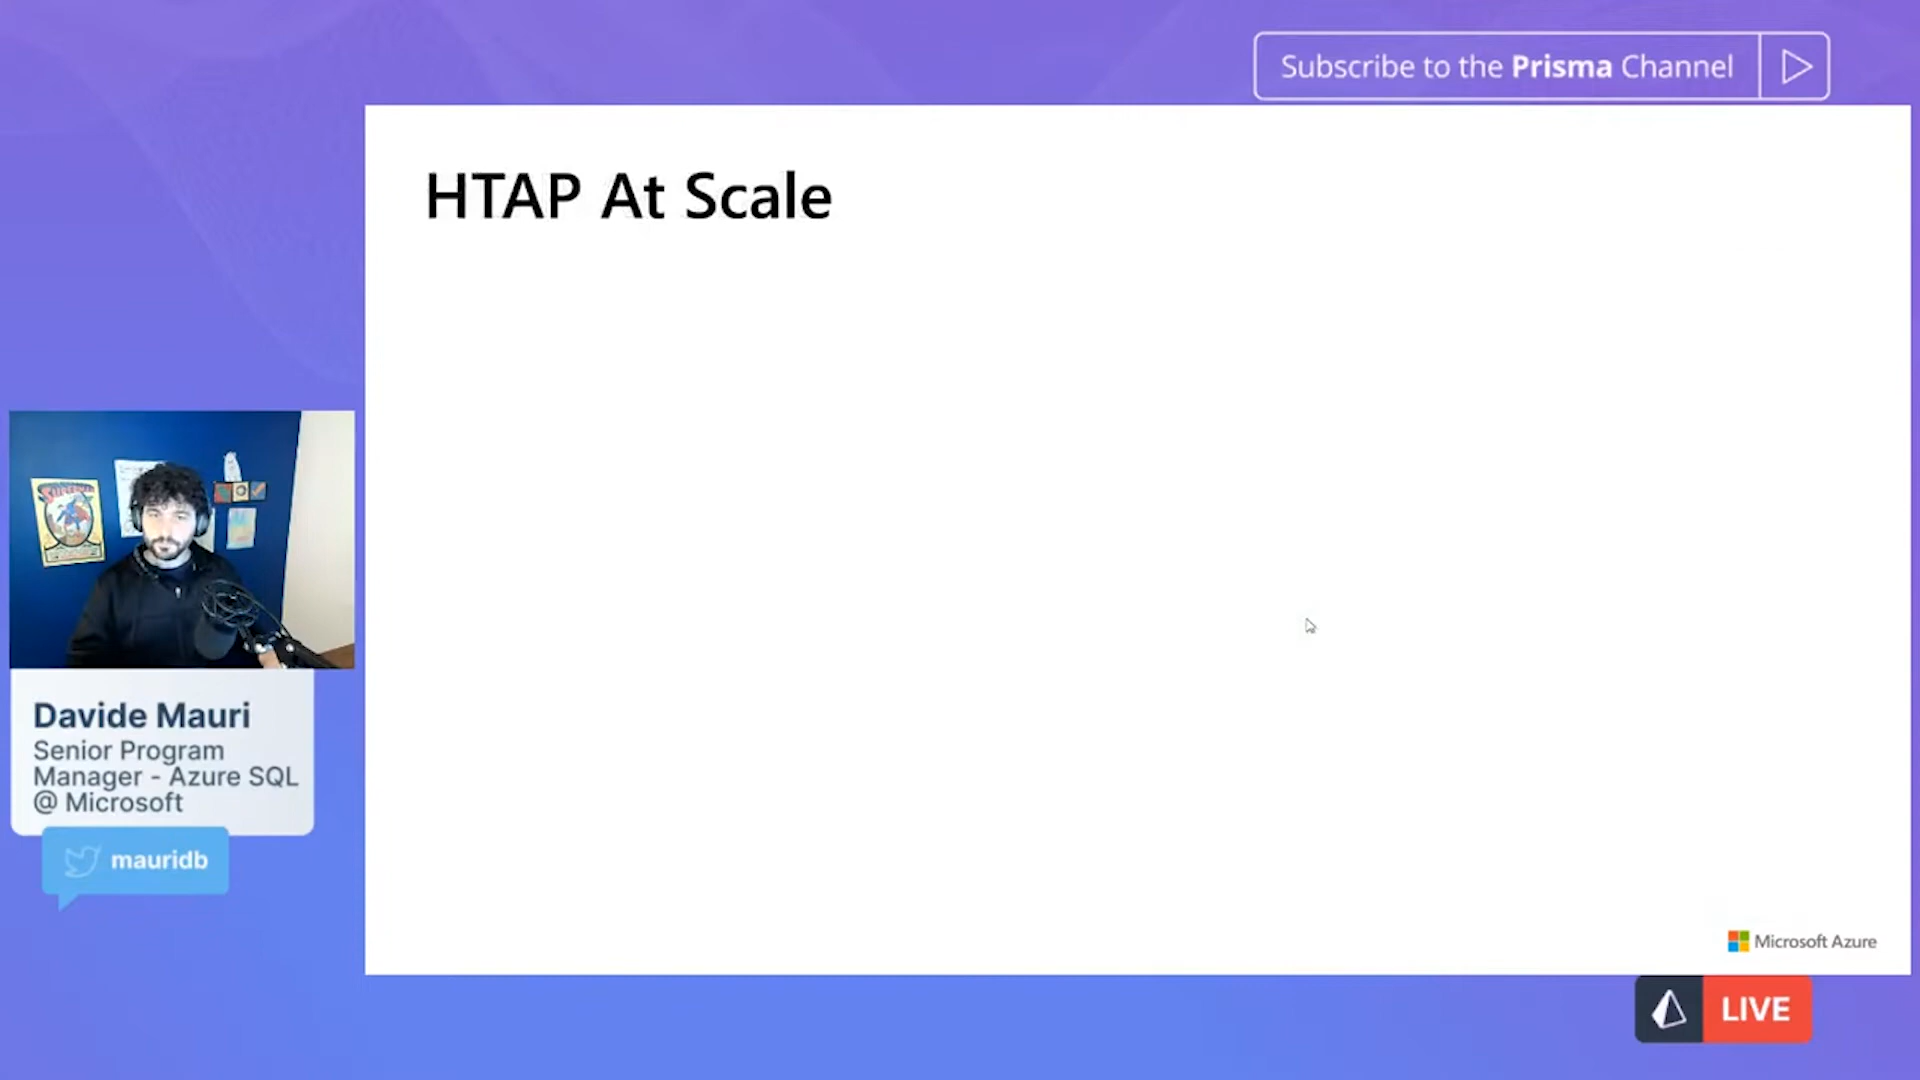 Subscribe to the Prisma Channel
HTAP At Scale
SUPERMAN
Davide Mauri
Senior Program
Manager - Azure SQL
@ Microsoft
mauridb
Microsoft Azure
LIVE